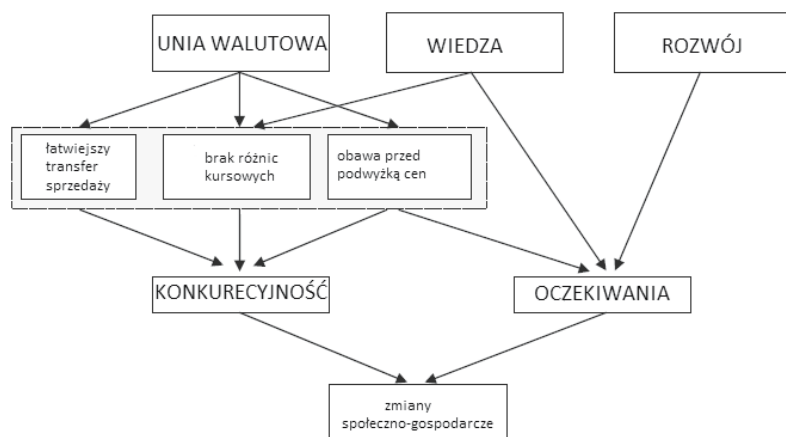 UNIA WALUTOWA
WIEDZA
ROZWÓJ
łatwiejszy
transfer
sprzedaży
brak różnic
kursowych
obawa przed
podwyżką cen
KONKURECYJNOŚĆ
OCZEKIWANIA
zmiany
społeczno-gospodarcze